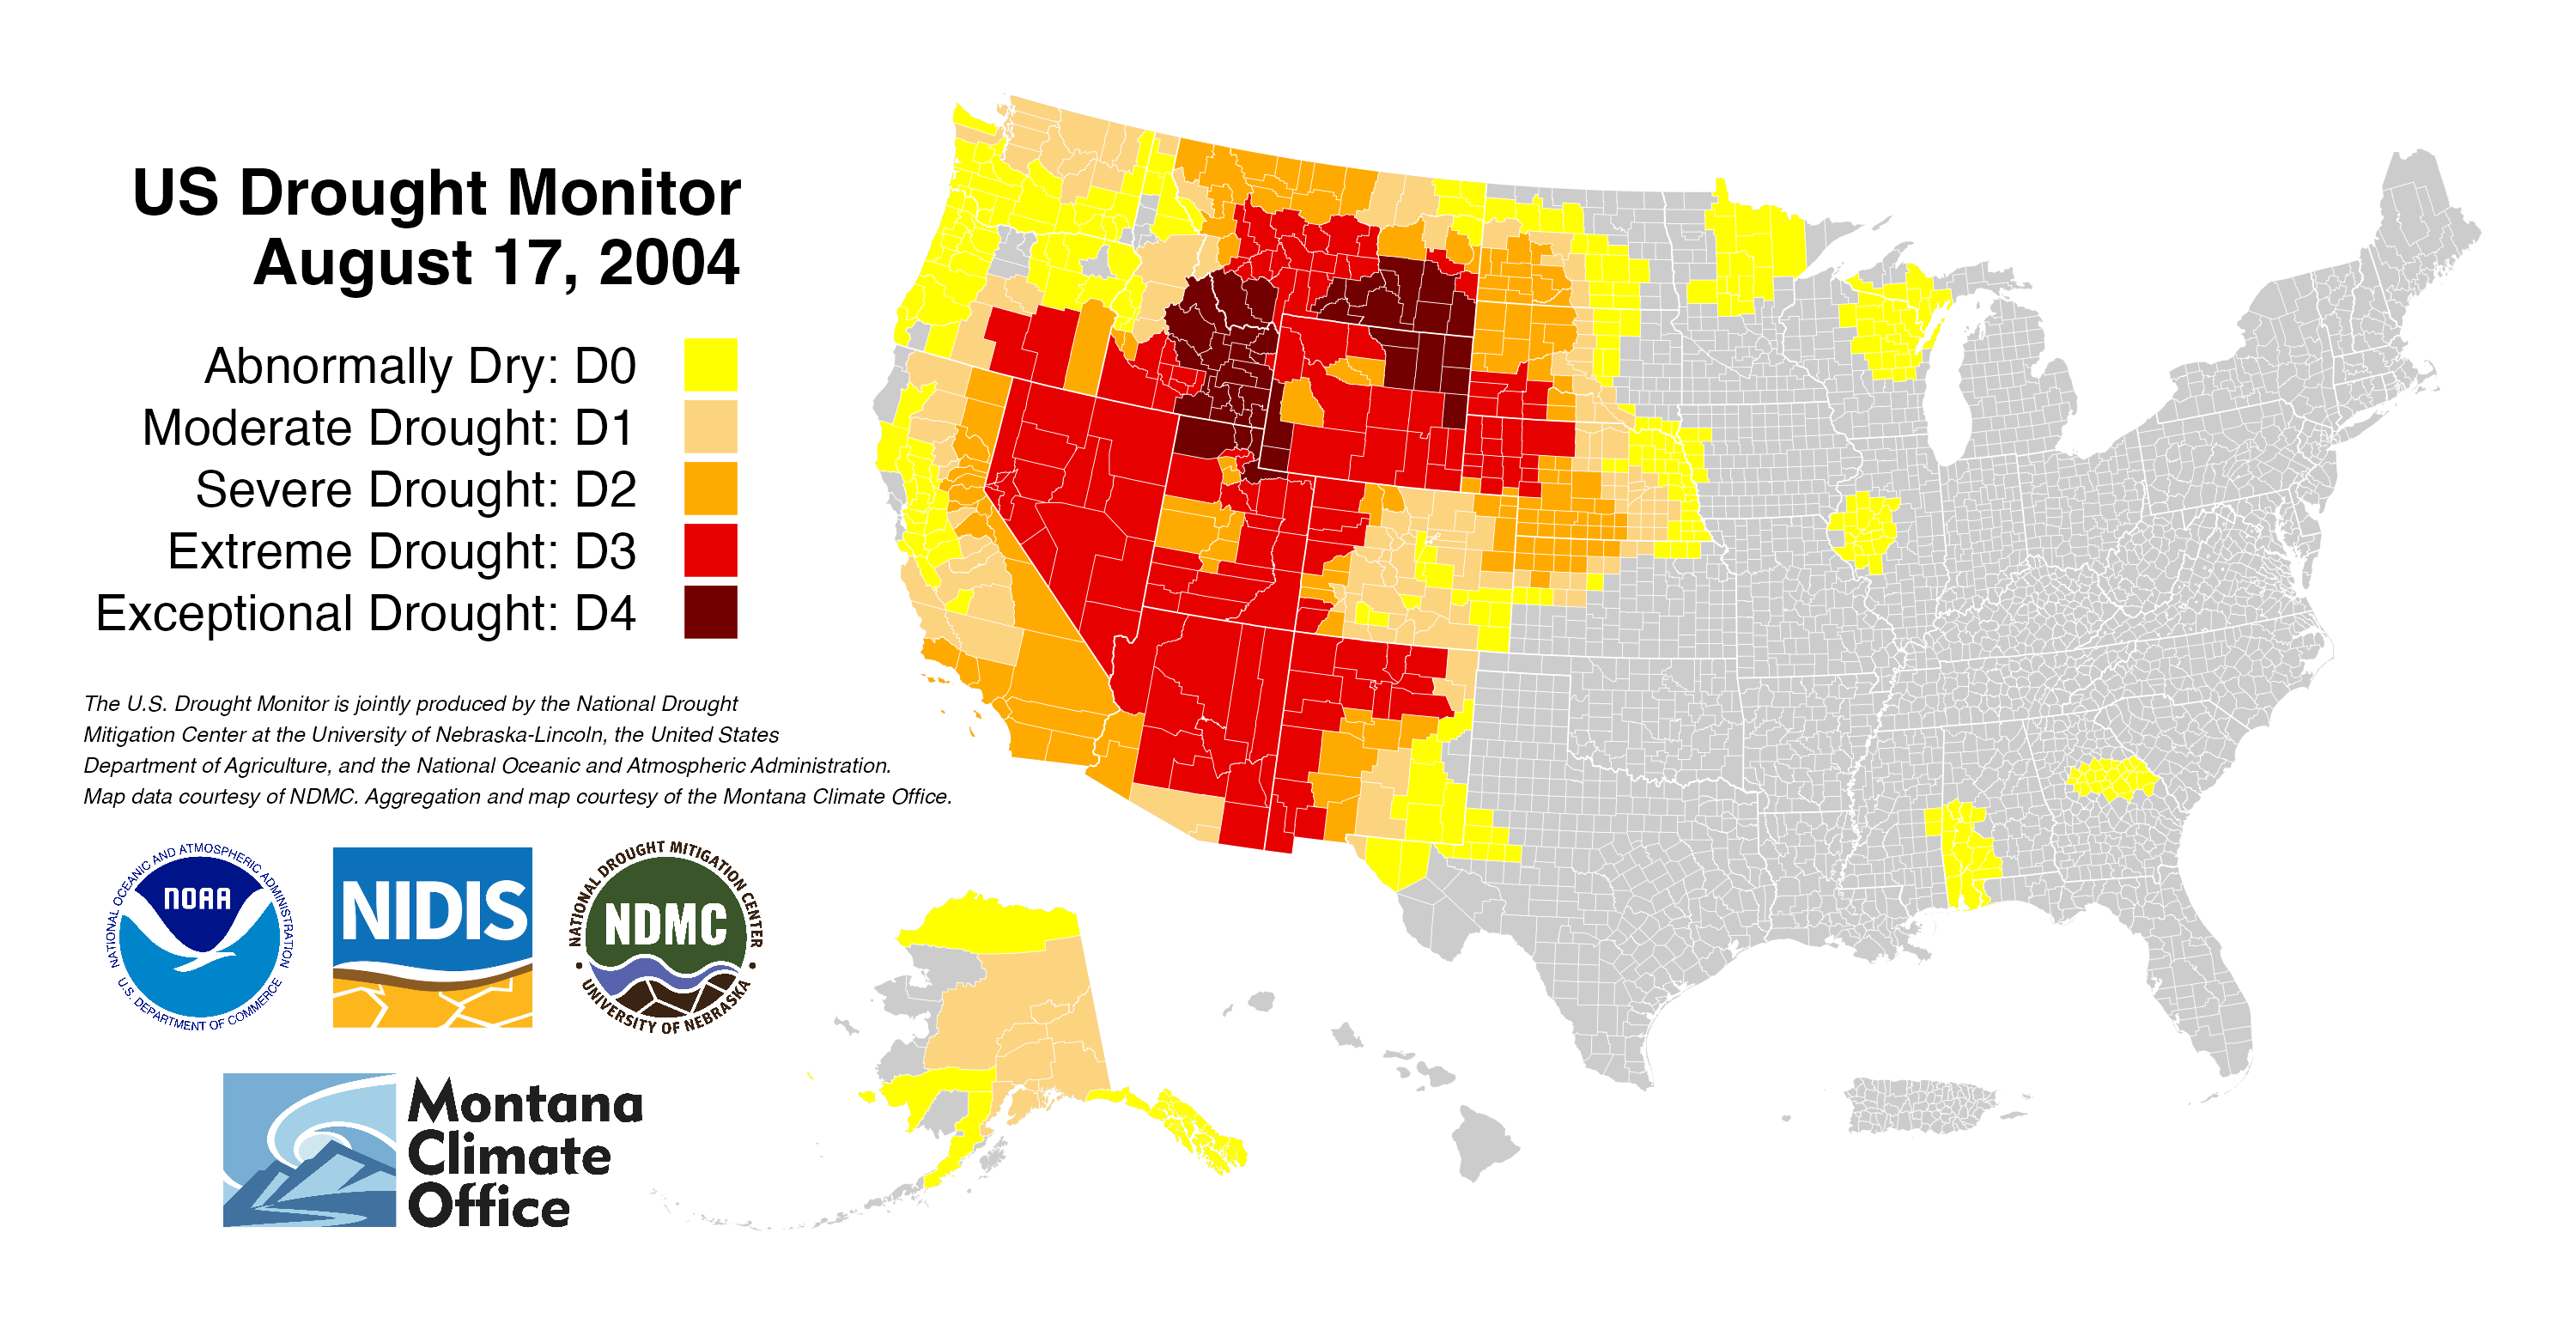 US Drought Monitor
August 17, 2004
Abnormally Dry: D0
Moderate Drought: D1
Severe Drought: D2
Extreme Drought: D3
Exceptional Drought: D4
The U.S. Drought Monitor is jointly produced by the National Drought
Mitigation Center at the University of Nebraska-Lincoln, the United States
Department of Agriculture, and the National Oceanic and Atmospheric Administration.
Map data courtesy of NDMC. Aggregation and map courtesy of the Montana Climate Office.
NATIONAL OCEANIC AND ATMOSPHERIC ADMINISTRATION
NOAA
U.S. DEPARTMENT OF COMMERCE
NIDIS
NATIONAL DROUGHT MITIGATION CENTER
NDMC
UNIVERSITY OF NEBRASKA
Montana
Climate
Office